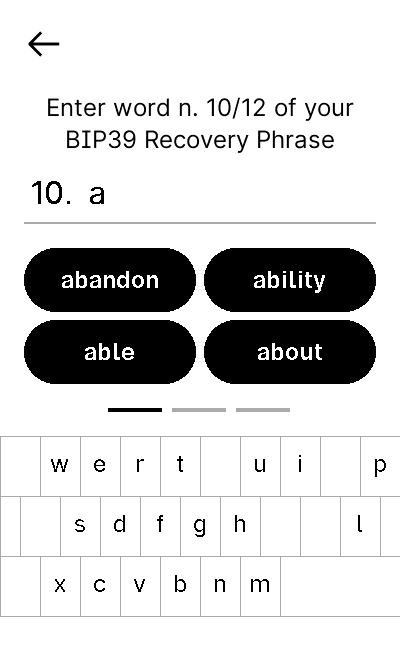 Enter word n. 10/12 of your
BIP39 Recovery Phrase
10. a
abandon ability
able about
w e r t u i p
s d f g h l
x c v b n m